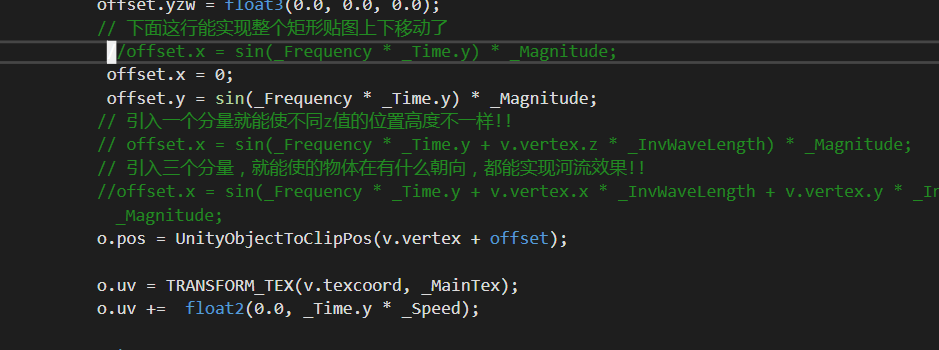 offset.yzw = float3(0.0, 0.0, 0.0);
// 下面这行能实现整个矩形贴图上下移动了
//offset.x = sin(_Frequency * _Time.y) * _Magnitude;
offset.x = 0;
offset.y = sin(_Frequency * _Time.y) * _Magnitude;
// 引入一个分量就能使不同z值的位置高度不一样!!
// offset.x = sin(_Frequency * _Time.y + v.vertex.z * _InvWaveLength) * _Magnitude;
// 引入三个分量，就能使的物体在有什么朝向，都能实现河流效果!!
//offset.x = sin(_Frequency * _Time.y + v.vertex.x * _InvWaveLength + v.vertex.y * _In
_Magnitude;
o.pos = UnityObjectToClipPos(v.vertex + offset);
o.uv = TRANSFORM_TEX(v.texcoord, _MainTex);
o.uv += float2(0.0, _Time.y * _Speed);